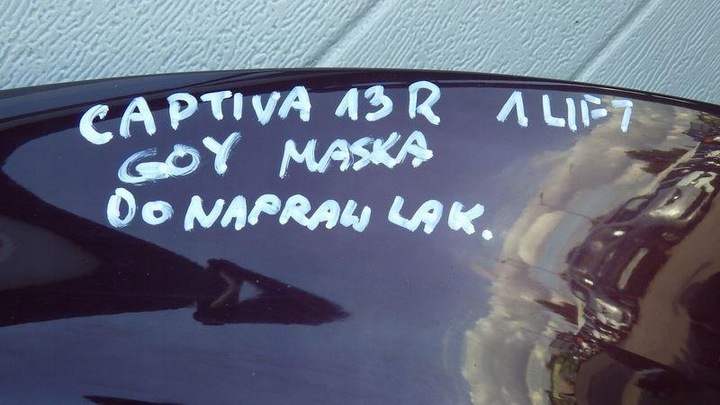 CAPTIVA 13R 1 LIFT
GOY MASKA
DO NAPRAW LAK.